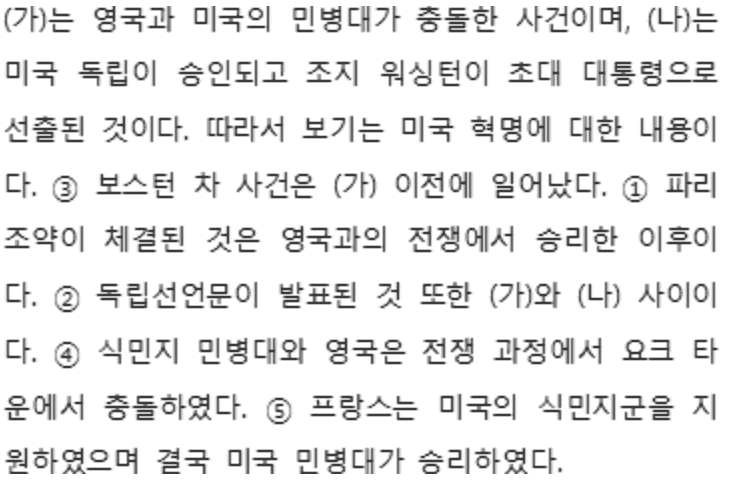 (가)는 영국과 미국의 민병대가 충돌한 사건이며, (나)는
미국 독립이 승인되고 조지 워싱턴이 초대 대통령으로
선출된 것이다. 따라서 보기는 미국 혁명에 대한 내용이
다. ③ 보스턴 차 사건은 (가) 이전에 일어났다. ① 파리
조약이 체결된 것은 영국과의 전쟁에서 승리한 이후이
다. ② 독립선언문이 발표된 것 또한 (가)와 (나) 사이이
다. ④ 식민지 민병대와 영국은 전쟁 과정에서 요크 타
운에서 충돌하였다. ⑤ 프랑스는 미국의 식민지군을 지
원하였으며 결국 미국 민병대가 승리하였다.